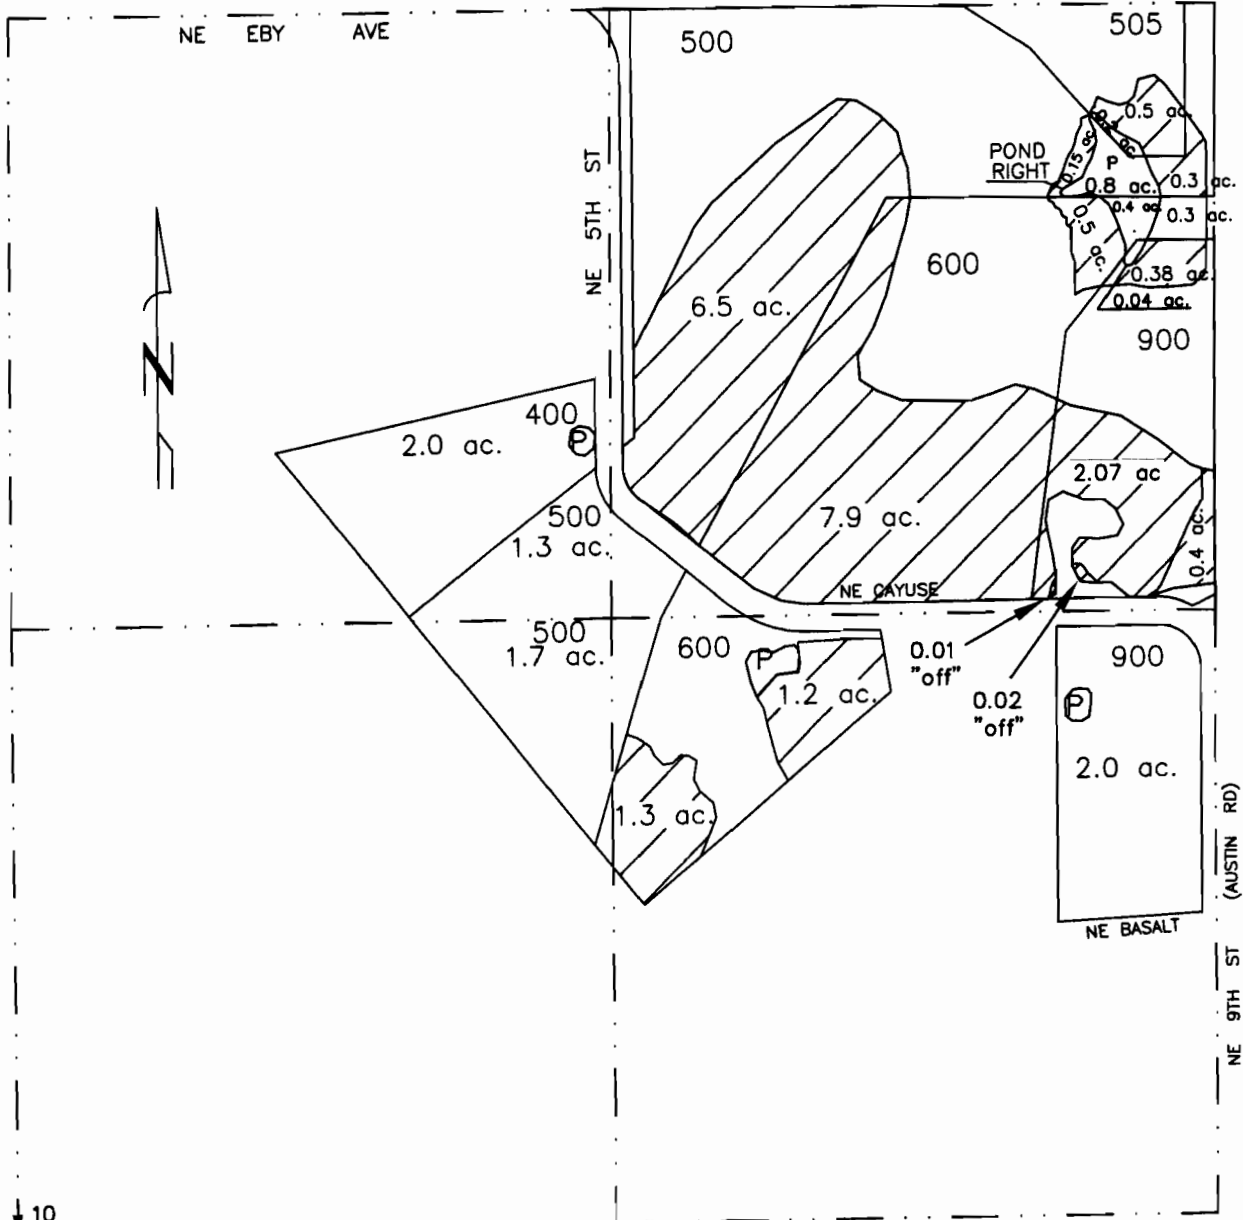 NE EBY AVE
500
505
0.5 ac.
0.3 ac.
0.15 ac.
POND
RIGHT
P
0.8 ac.
0.3 ac.
0.4 ac.
0.3 ac.
0.5 ac.
NE 5TH ST
600
0.38 ac.
0.04 ac.
6.5 ac.
900
N
400
P
2.0 ac.
2.07 ac
500
1.3 ac.
7.9 ac.
0.4 ac.
NE CAYUSE
500
1.7 ac.
600
P
1.2 ac.
0.01
"off"
0.02
"off"
900
P
2.0 ac.
1.3 ac.
NE BASALT
NE 9TH ST (AUSTIN RD)
10